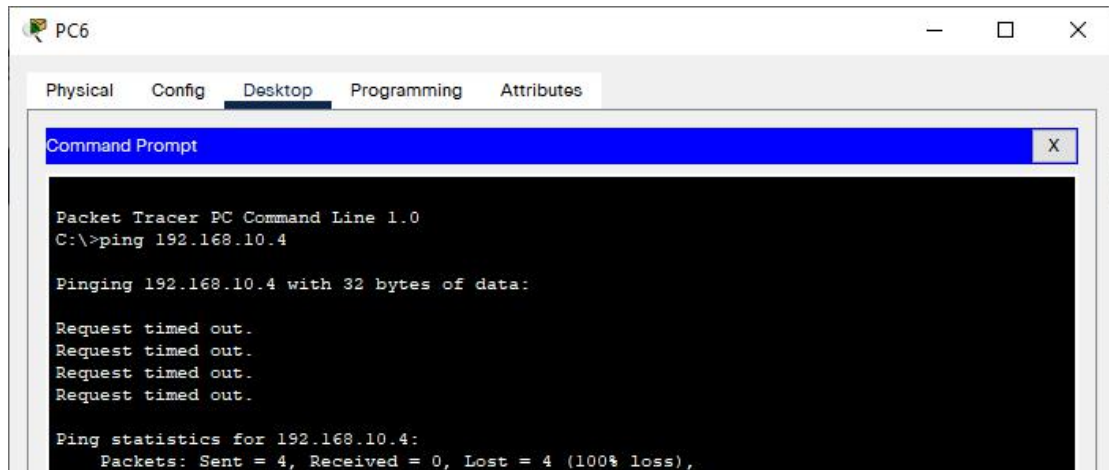 PC6
Physical Config Desktop Programming Attributes
Command Prompt X
Packet Tracer PC Command Line 1.0
C:\>ping 192.168.10.4
Pinging 192.168.10.4 with 32 bytes of data:
Request timed out.
Request timed out.
Request timed out.
Request timed out.
Ping statistics for 192.168.10.4:
Packets: Sent = 4, Received = 0, Lost = 4 (100% loss),